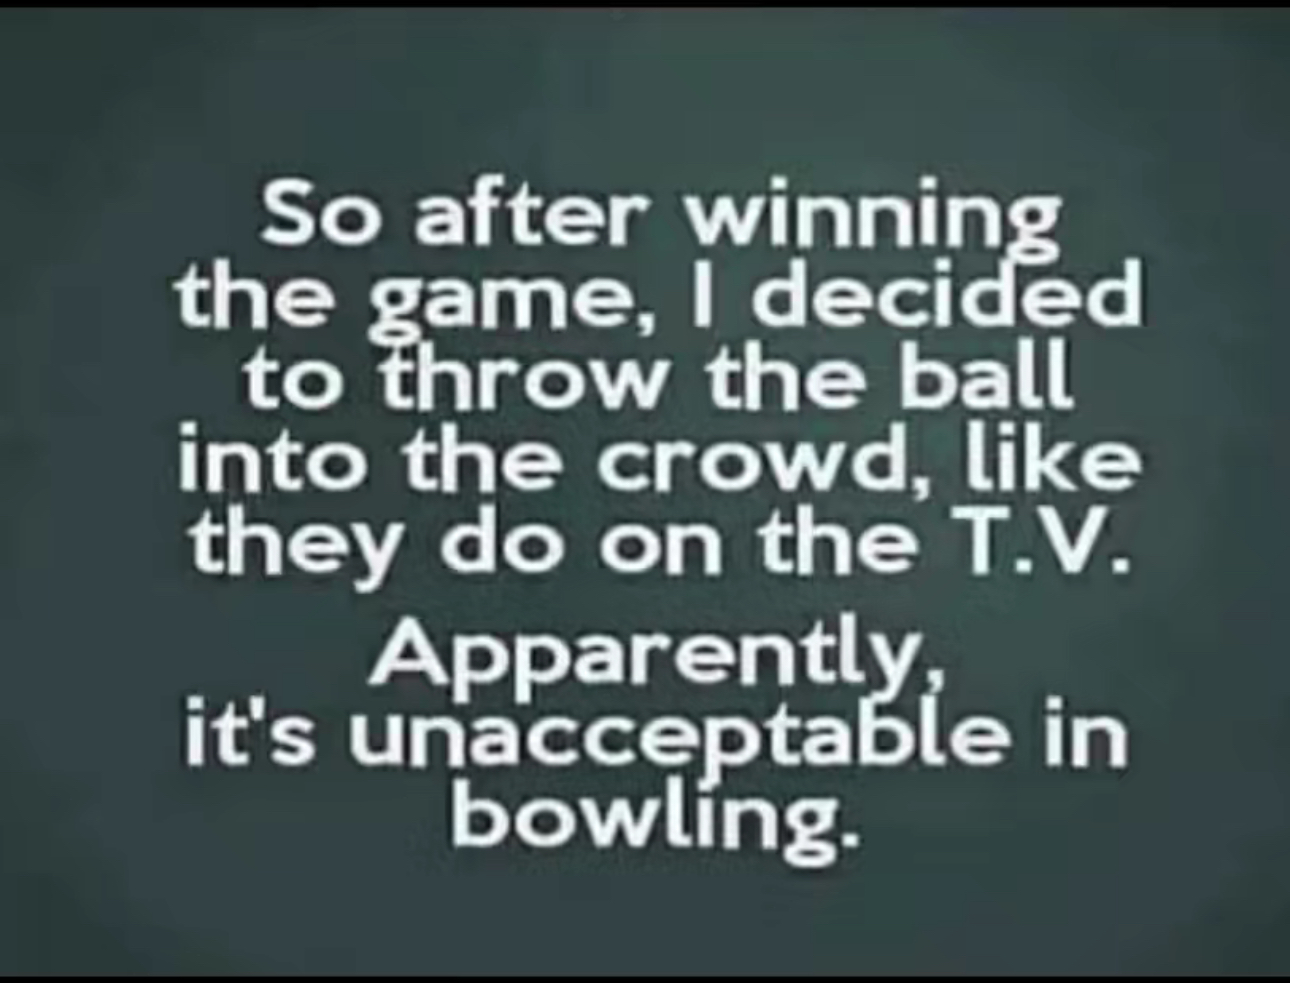 So after winning
the game, I decided
to throw the ball
into the crowd, like
they do on the T.V.
Apparently,
it's unacceptable in
bowling.